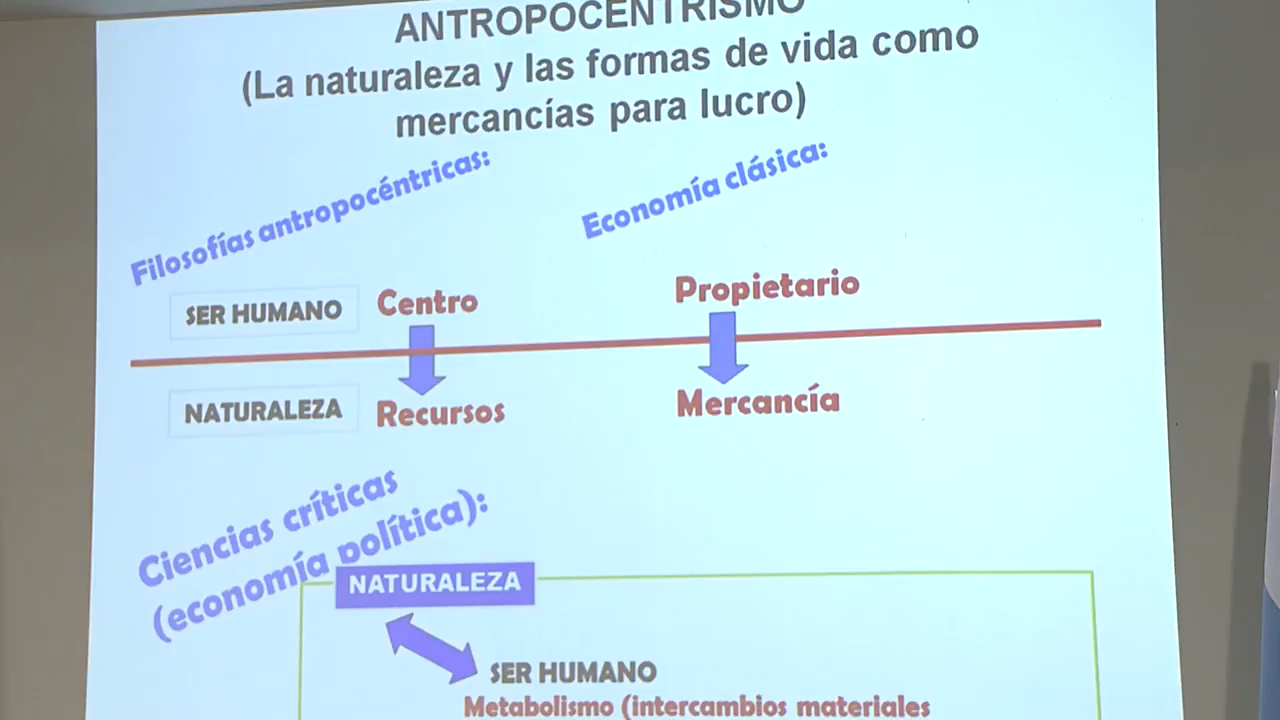 ANTROPOCENTRISMO
(La naturaleza y las formas de vida como
mercancías para lucro)
Filosofías antropocéntricas:
Economía clásica:
SER HUMANO
Centro
Propietario
NATURALEZA
Recursos
Mercancía
Ciencias críticas
(economía política):
NATURALEZA
SER HUMANO
Metabolismo (intercambios materiales